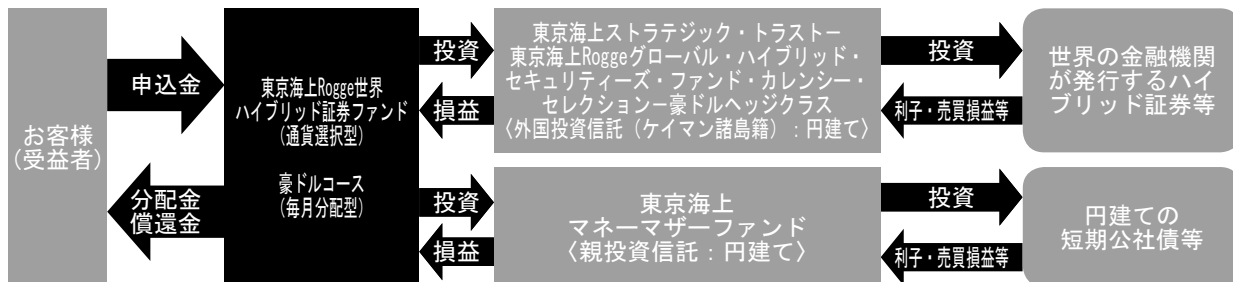 お客様
(受益者)
申込金
分配金
償還金
東京海上Rogge世界
ハイブリッド証券ファンド
(通貨選択型)
豪ドルコース
(毎月分配型)
投資
損益
東京海上ストラテジック・トラスト－
東京海上Roggeグローバル・ハイブリッド・
セキュリティーズ・ファンド・カレンシー・
セレクション－豪ドルヘッジクラス
〈外国投資信託（ケイマン諸島籍）：円建て〉
投資
利子・売買損益等
世界の金融機関
が発行するハイ
ブリッド証券等
投資
損益
東京海上
マネーマザーファンド
〈親投資信託：円建て〉
投資
利子・売買損益等
円建ての
短期公社債等